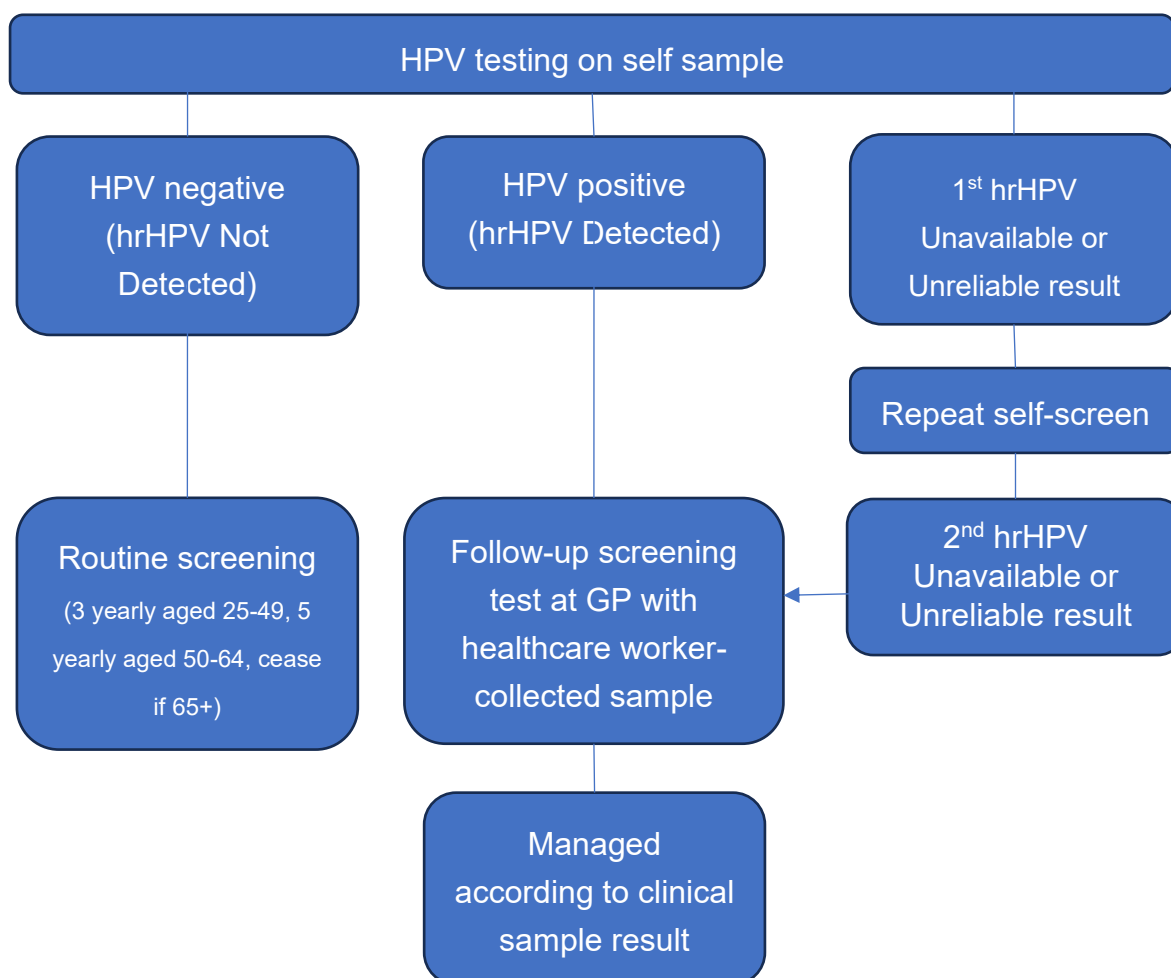 HPV testing on self sample
HPV negative
(hrHPV Not
Detected)
HPV positive
(hrHPV Detected)
1st hrHPV
Unavailable or
Unreliable result
Repeat self-screen
Routine screening
(3 yearly aged 25-49, 5
yearly aged 50-64, cease
if 65+)
Follow-up screening
test at GP with
healthcare worker-
collected sample
2nd hrHPV
Unavailable or
Unreliable result
Managed
according to clinical
sample result